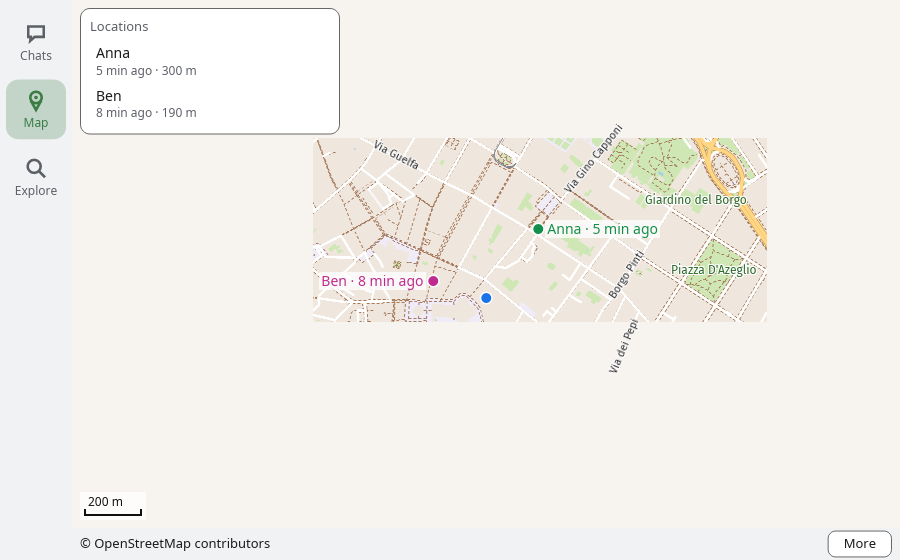 Chats
Map
Explore
Locations
Anna
5 min ago · 300 m
Ben
8 min ago · 190 m
Via Guelfa
Via Gino Capponi
Giardino del Borgo
Anna · 5 min ago
Piazza D'Azeglio
Borgo Pinti
Ben · 8 min ago
Via dei Pepi
200 m
© OpenStreetMap contributors
More